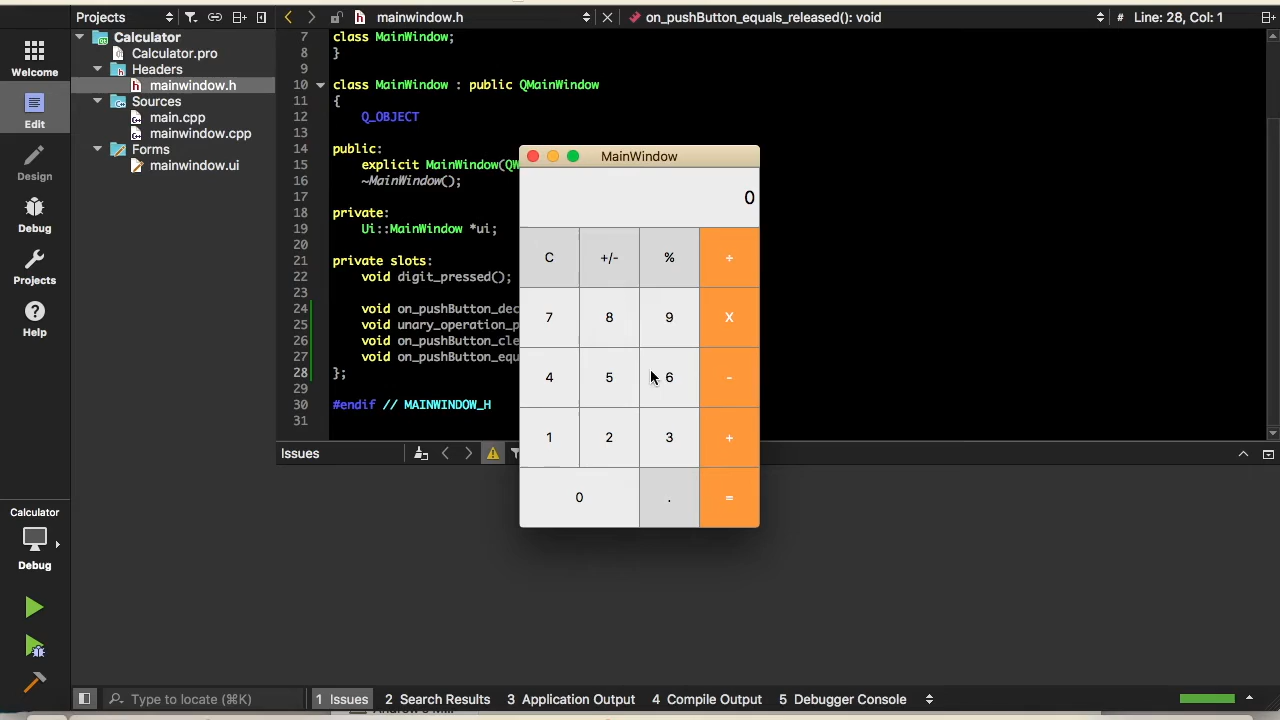 Projects
mainwindow.h
on_pushButton_equals_released(): void
# Line: 28, Col: 1
Welcome
Edit
Design
Debug
Projects
Help
Calculator
Debug
Calculator
Calculator.pro
Headers
mainwindow.h
Sources
main.cpp
mainwindow.cpp
Forms
mainwindow.ui
7 class MainWindow;
8 }
9
10 class MainWindow : public QMainWindow
11 {
12 Q_OBJECT
13
14 public:
15 explicit MainWindow(QW
16 ~MainWindow();
17
18 private:
19 Ui::MainWindow *ui;
20
21 private slots:
22 void digit_pressed();
23
24 void on_pushButton_dec
25 void unary_operation_p
26 void on_pushButton_cle
27 void on_pushButton_equ
28 };
29
30 #endif // MAINWINDOW_H
31
MainWindow
0
C +/- % ÷
7 8 9 X
4 5 6 -
1 2 3 +
0 . =
Issues
Type to locate (⌘K)
1 Issues 2 Search Results 3 Application Output 4 Compile Output 5 Debugger Console